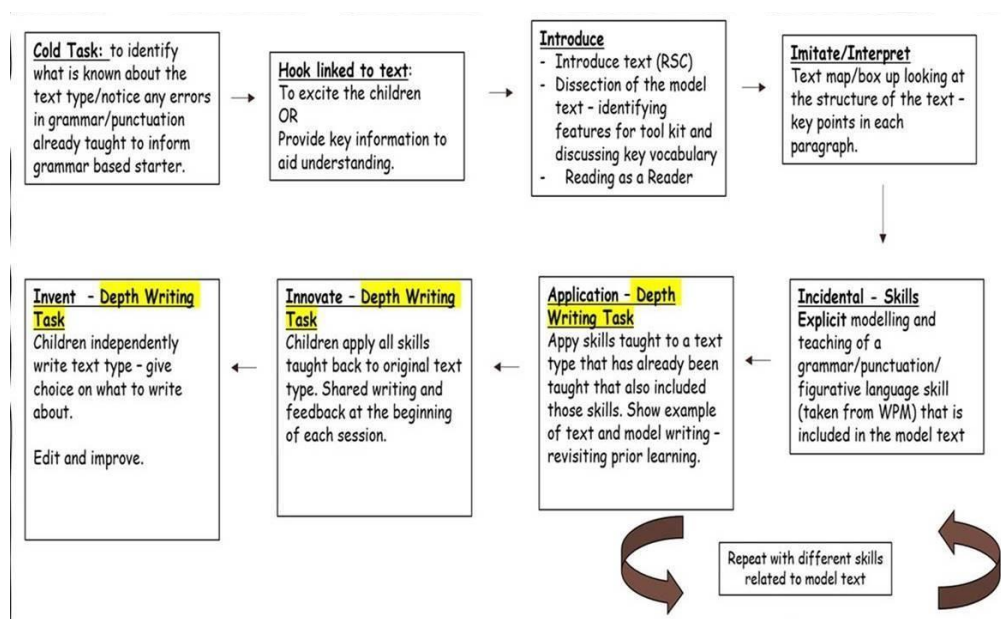 Cold Task: to identify
what is known about the
text type/notice any errors
in grammar/punctuation
already taught to inform
grammar based starter.
Hook linked to text:
To excite the children
OR
Provide key information to
aid understanding.
Introduce
- Introduce text (RSC)
- Dissection of the model
text - identifying
features for tool kit and
discussing key vocabulary
- Reading as a Reader
Imitate/Interpret
Text map/box up looking at
the structure of the text -
key points in each
paragraph.
Incidental - Skills
Explicit modelling and
teaching of a
grammar/punctuation/
figurative language skill
(taken from WPM) that is
included in the model text
Application - Depth
Writing Task
Appy skills taught to a text
type that has already been
taught that also included
those skills. Show example
of text and model writing -
revisiting prior learning.
Innovate - Depth Writing
Task
Children apply all skills
taught back to original text
type. Shared writing and
feedback at the beginning
of each session.
Invent - Depth Writing
Task
Children independently
write text type - give
choice on what to write
about.
Edit and improve.
Repeat with different skills
related to model text